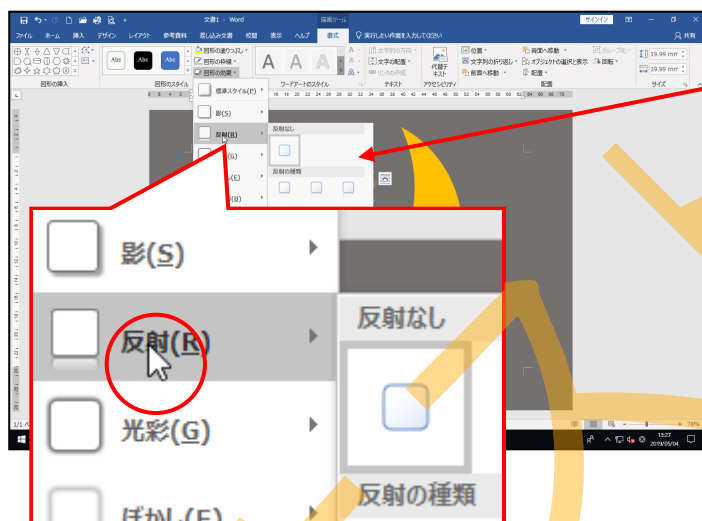 文書1 - Word
描画ツール
サインイン
ファイル ホーム 挿入 デザイン レイアウト 参考資料 差し込み文書 校閲 表示 ヘルプ 書式 実行したい作業を入力してください 共有
図形の塗りつぶし
図形の枠線
図形の効果
Abc Abc Abc
文字列の方向
文字の配置
リンクの作成
代替テキスト
位置
文字列の折り返し
前面へ移動
背面へ移動
オブジェクトの選択と表示
配置
グループ化
回転
19.99 mm
19.99 mm
図形の挿入 図形のスタイル ワードアートのスタイル テキスト アクセシビリティ 配置 サイズ
標準スタイル(P)
影(S)
反射(R)
反射なし
反射の種類
影(S)
反射(R)
光彩(G)
ぼかし(E)
反射なし
反射の種類
78%
13:27
2019/05/04